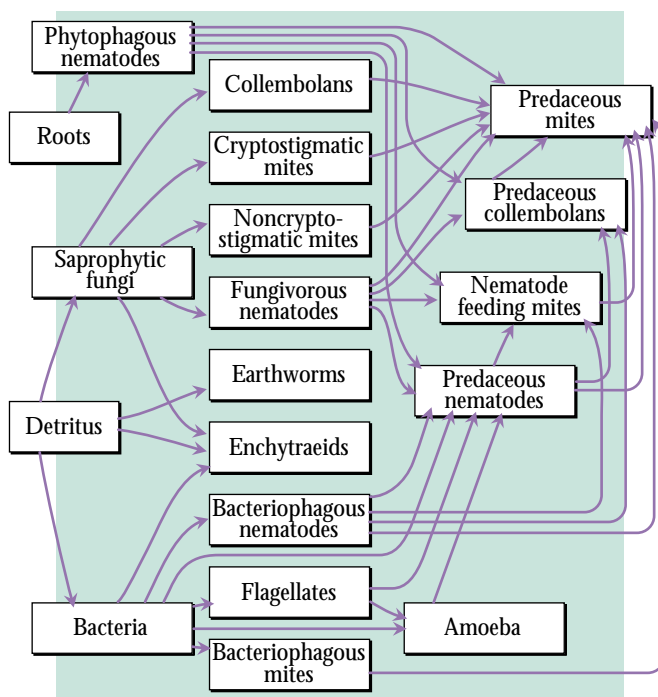 Phytophagous
nematodes
Roots
Collembolans
Predaceous
mites
Cryptostigmatic
mites
Predaceous
collembolans
Noncrypto-
stigmatic mites
Saprophytic
fungi
Fungivorous
nematodes
Nematode
feeding mites
Earthworms
Predaceous
nematodes
Detritus
Enchytraeids
Bacteriophagous
nematodes
Flagellates
Bacteria
Amoeba
Bacteriophagous
mites